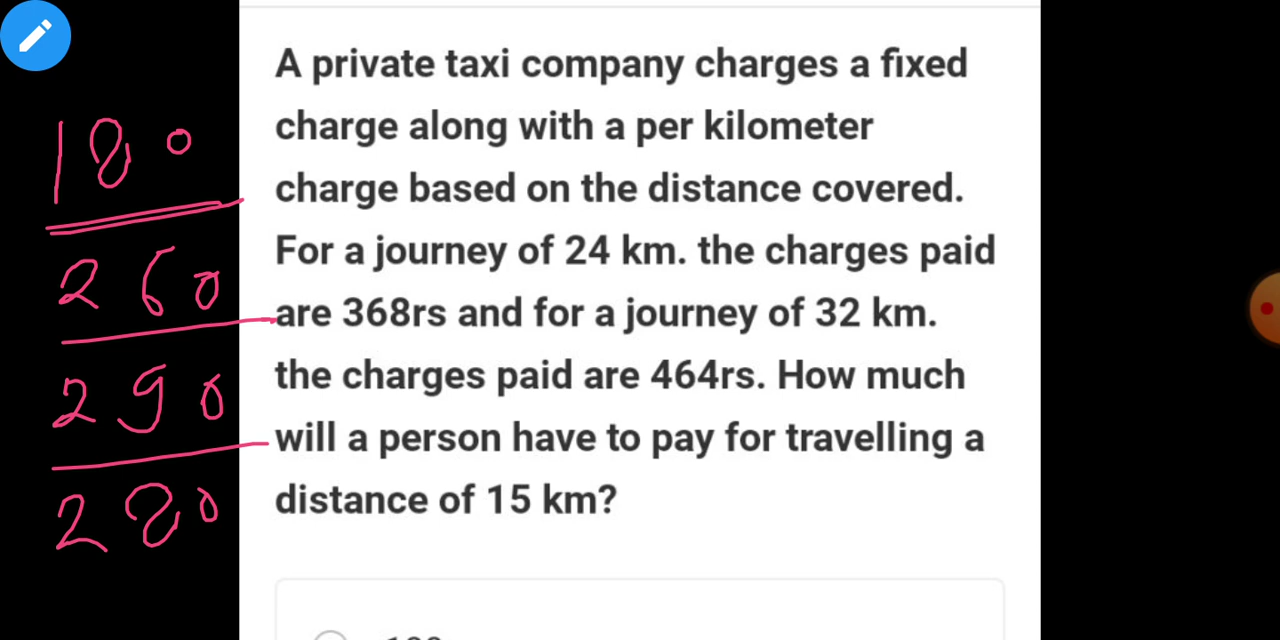 A private taxi company charges a fixed
charge along with a per kilometer
charge based on the distance covered.
For a journey of 24 km. the charges paid
are 368rs and for a journey of 32 km.
the charges paid are 464rs. How much
will a person have to pay for travelling a
distance of 15 km?
180
260
290
280